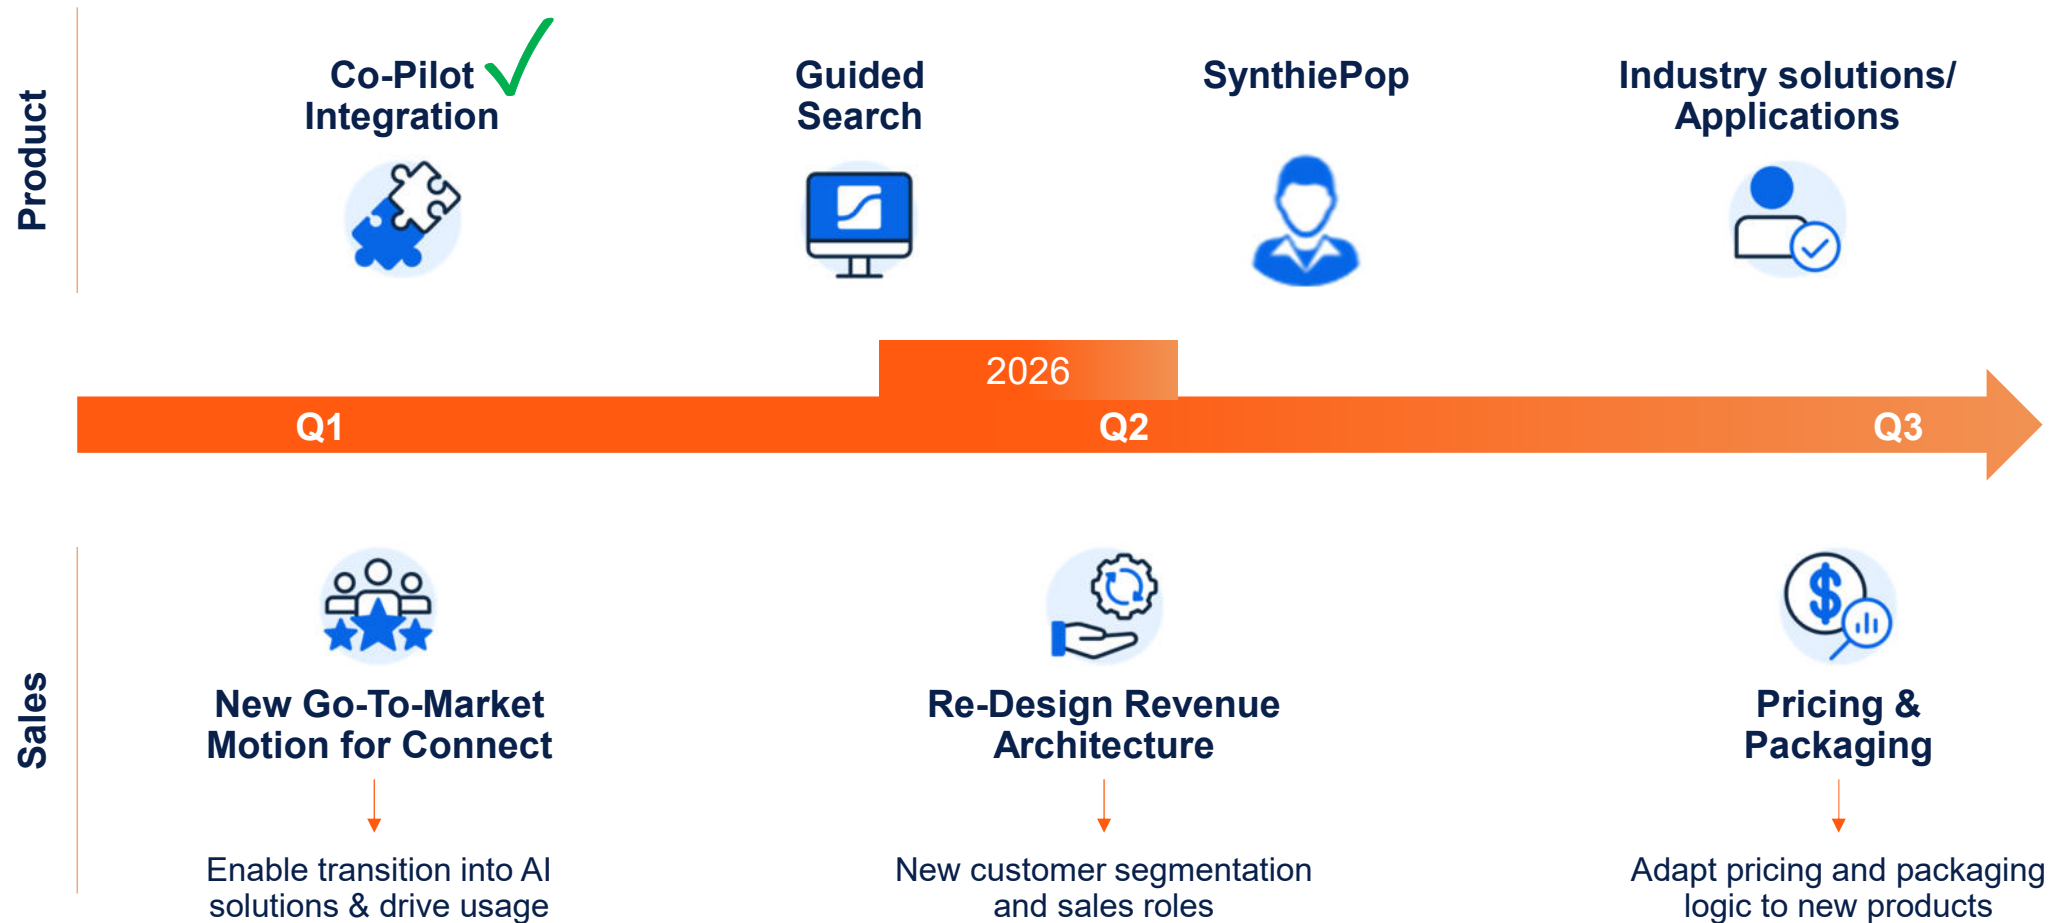 Product
Co-Pilot
Integration
Guided
Search
SynthiePop
Industry solutions/
Applications
2026
Q1
Q2
Q3
Sales
New Go-To-Market
Motion for Connect
Enable transition into AI
solutions & drive usage
Re-Design Revenue
Architecture
New customer segmentation
and sales roles
Pricing &
Packaging
Adapt pricing and packaging
logic to new products